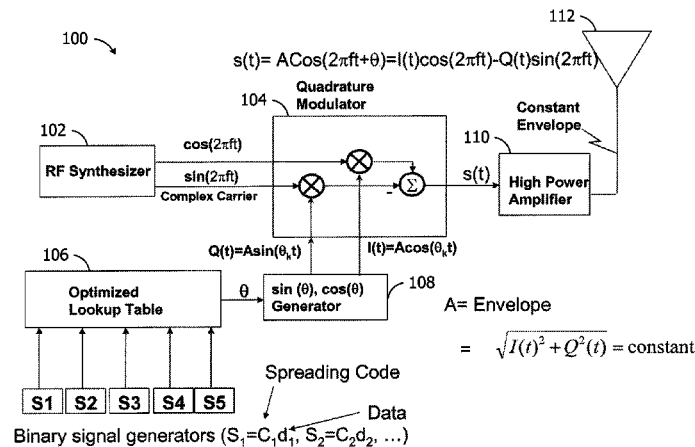 100
112
s(t)= ACos(2πft+θ)=I(t)cos(2πft)-Q(t)sin(2πft)
104
Quadrature
Modulator
Constant
Envelope
102
cos(2πft)
110
RF Synthesizer
sin(2πft)
Complex Carrier
Σ
-
s(t)
High Power
Amplifier
Q(t)=Asin(θₖt)
I(t)=Acos(θₖt)
106
Optimized
Lookup Table
θ
sin (θ), cos(θ)
Generator
108
A= Envelope
= √I(t)² + Q²(t) = constant
S1 S2 S3 S4 S5
Spreading Code
Data
Binary signal generators (S₁=C₁d₁, S₂=C₂d₂, ...)